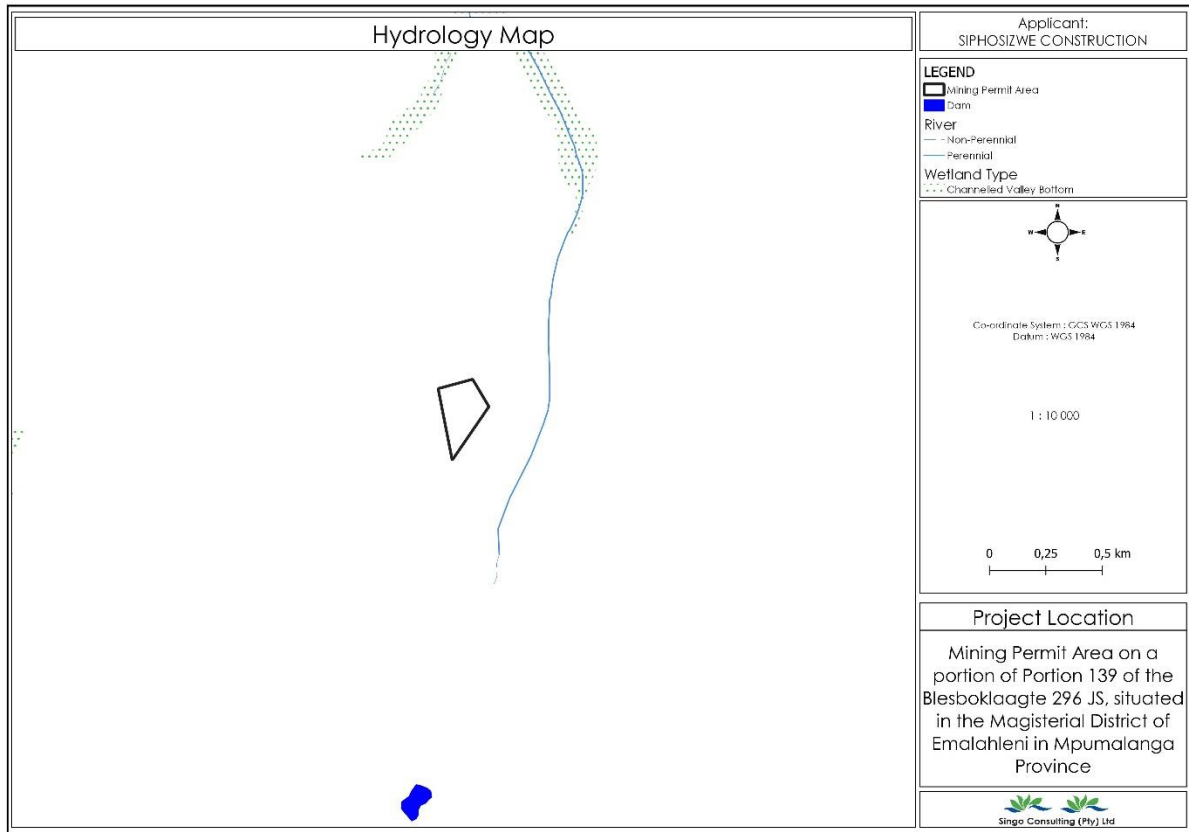 Hydrology Map
Applicant:
SIPHOSIZWE CONSTRUCTION
LEGEND
Mining Permit Area
Dam
River
Non-Perennial
Perennial
Wetland Type
Channeled Valley Bottom
N
W E
S
Co-ordinate System : GCS WGS 1984
Datum : WGS 1984
1 : 10 000
0 0,25 0,5 km
Project Location
Mining Permit Area on a
portion of Portion 139 of the
Blesboklaagte 296 JS, situated
in the Magisterial District of
Emalahleni in Mpumalanga
Province
Singo Consulting (Pty) Ltd